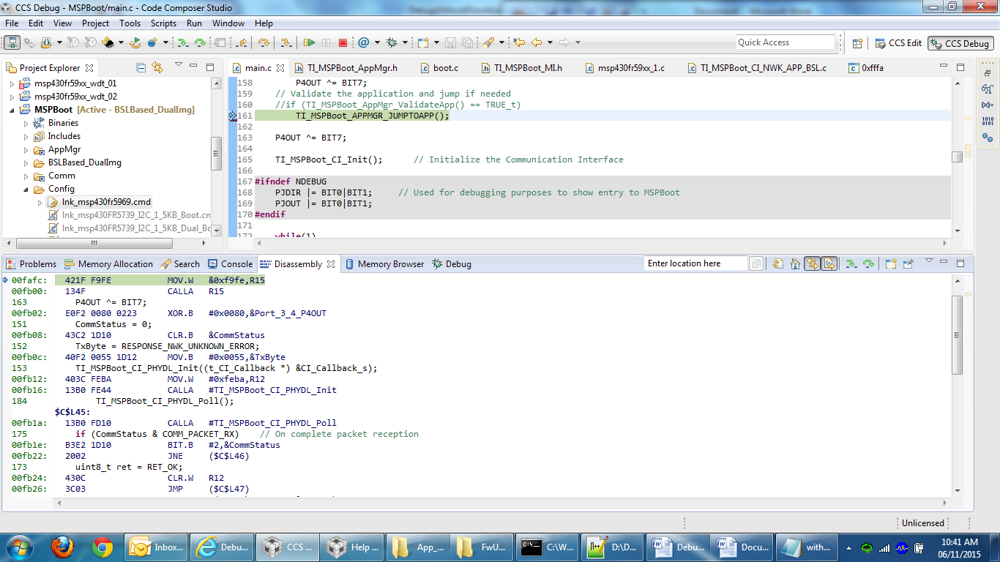 CCS Debug - MSPBoot/main.c - Code Composer Studio
File Edit View Project Tools Scripts Run Window Help
Quick Access
CCS Edit
CCS Debug
Project Explorer
msp430fr59xx_wdt_01
msp430fr59xx_wdt_02
MSPBoot [Active - BSLBased_DualImg]
Binaries
Includes
AppMgr
BSLBased_DualImg
Comm
Config
lnk_msp430fr5969.cmd
lnk_msp430FR5739_I2C_1_5KB_Boot.cm
lnk_msp430FR5739_I2C_1_5KB_Dual_Bo
main.c TI_MSPBoot_AppMgr.h boot.c TI_MSPBoot_MI.h msp430fr59xx_1.c TI_MSPBoot_CI_NWK_APP_BSL.c 0xfffa
158 P4OUT ^= BIT7;
159 // Validate the application and jump if needed
160 //if (TI_MSPBoot_AppMgr_ValidateApp() == TRUE_t)
161 TI_MSPBoot_APPMGR_JUMPTOAPP();
162
163 P4OUT ^= BIT7;
164
165 TI_MSPBoot_CI_Init(); // Initialize the Communication Interface
166
167 #ifndef NDEBUG
168 PJDIR |= BIT0|BIT1; // Used for debugging purposes to show entry to MSPBoot
169 PJOUT |= BIT0|BIT1;
170 #endif
171
172 while(1)
Problems Memory Allocation Search Console Disassembly Memory Browser Debug
Enter location here
00fafc: 421F F9FE MOV.W &0xf9fe,R15
00fb00: 134F CALLA R15
163 P4OUT ^= BIT7;
00fb02: E0F2 0080 0223 XOR.B #0x0080,&Port_3_4_P4OUT
151 CommStatus = 0;
00fb08: 43C2 1D10 CLR.B &CommStatus
152 TxByte = RESPONSE_NWK_UNKNOWN_ERROR;
00fb0c: 40F2 0055 1D12 MOV.B #0x0055,&TxByte
153 TI_MSPBoot_CI_PHYDL_Init((t_CI_Callback *) &CI_Callback_s);
00fb12: 403C FEBA MOV.W #0xfeba,R12
00fb16: 13B0 FE44 CALLA #TI_MSPBoot_CI_PHYDL_Init
184 TI_MSPBoot_CI_PHYDL_Poll();
$C$L45:
00fb1a: 13B0 FD10 CALLA #TI_MSPBoot_CI_PHYDL_Poll
175 if (CommStatus & COMM_PACKET_RX) // On complete packet reception
00fb1e: B3E2 1D10 BIT.B #2,&CommStatus
00fb22: 2002 JNE ($C$L46)
173 uint8_t ret = RET_OK;
00fb24: 430C CLR.W R12
00fb26: 3C03 JMP ($C$L47)
Unlicensed
Inbox... Debu... CCS ... Help ... App_... FwU... C:\W... D:\D... Debu... Docu... with...
10:41 AM
06/11/2015